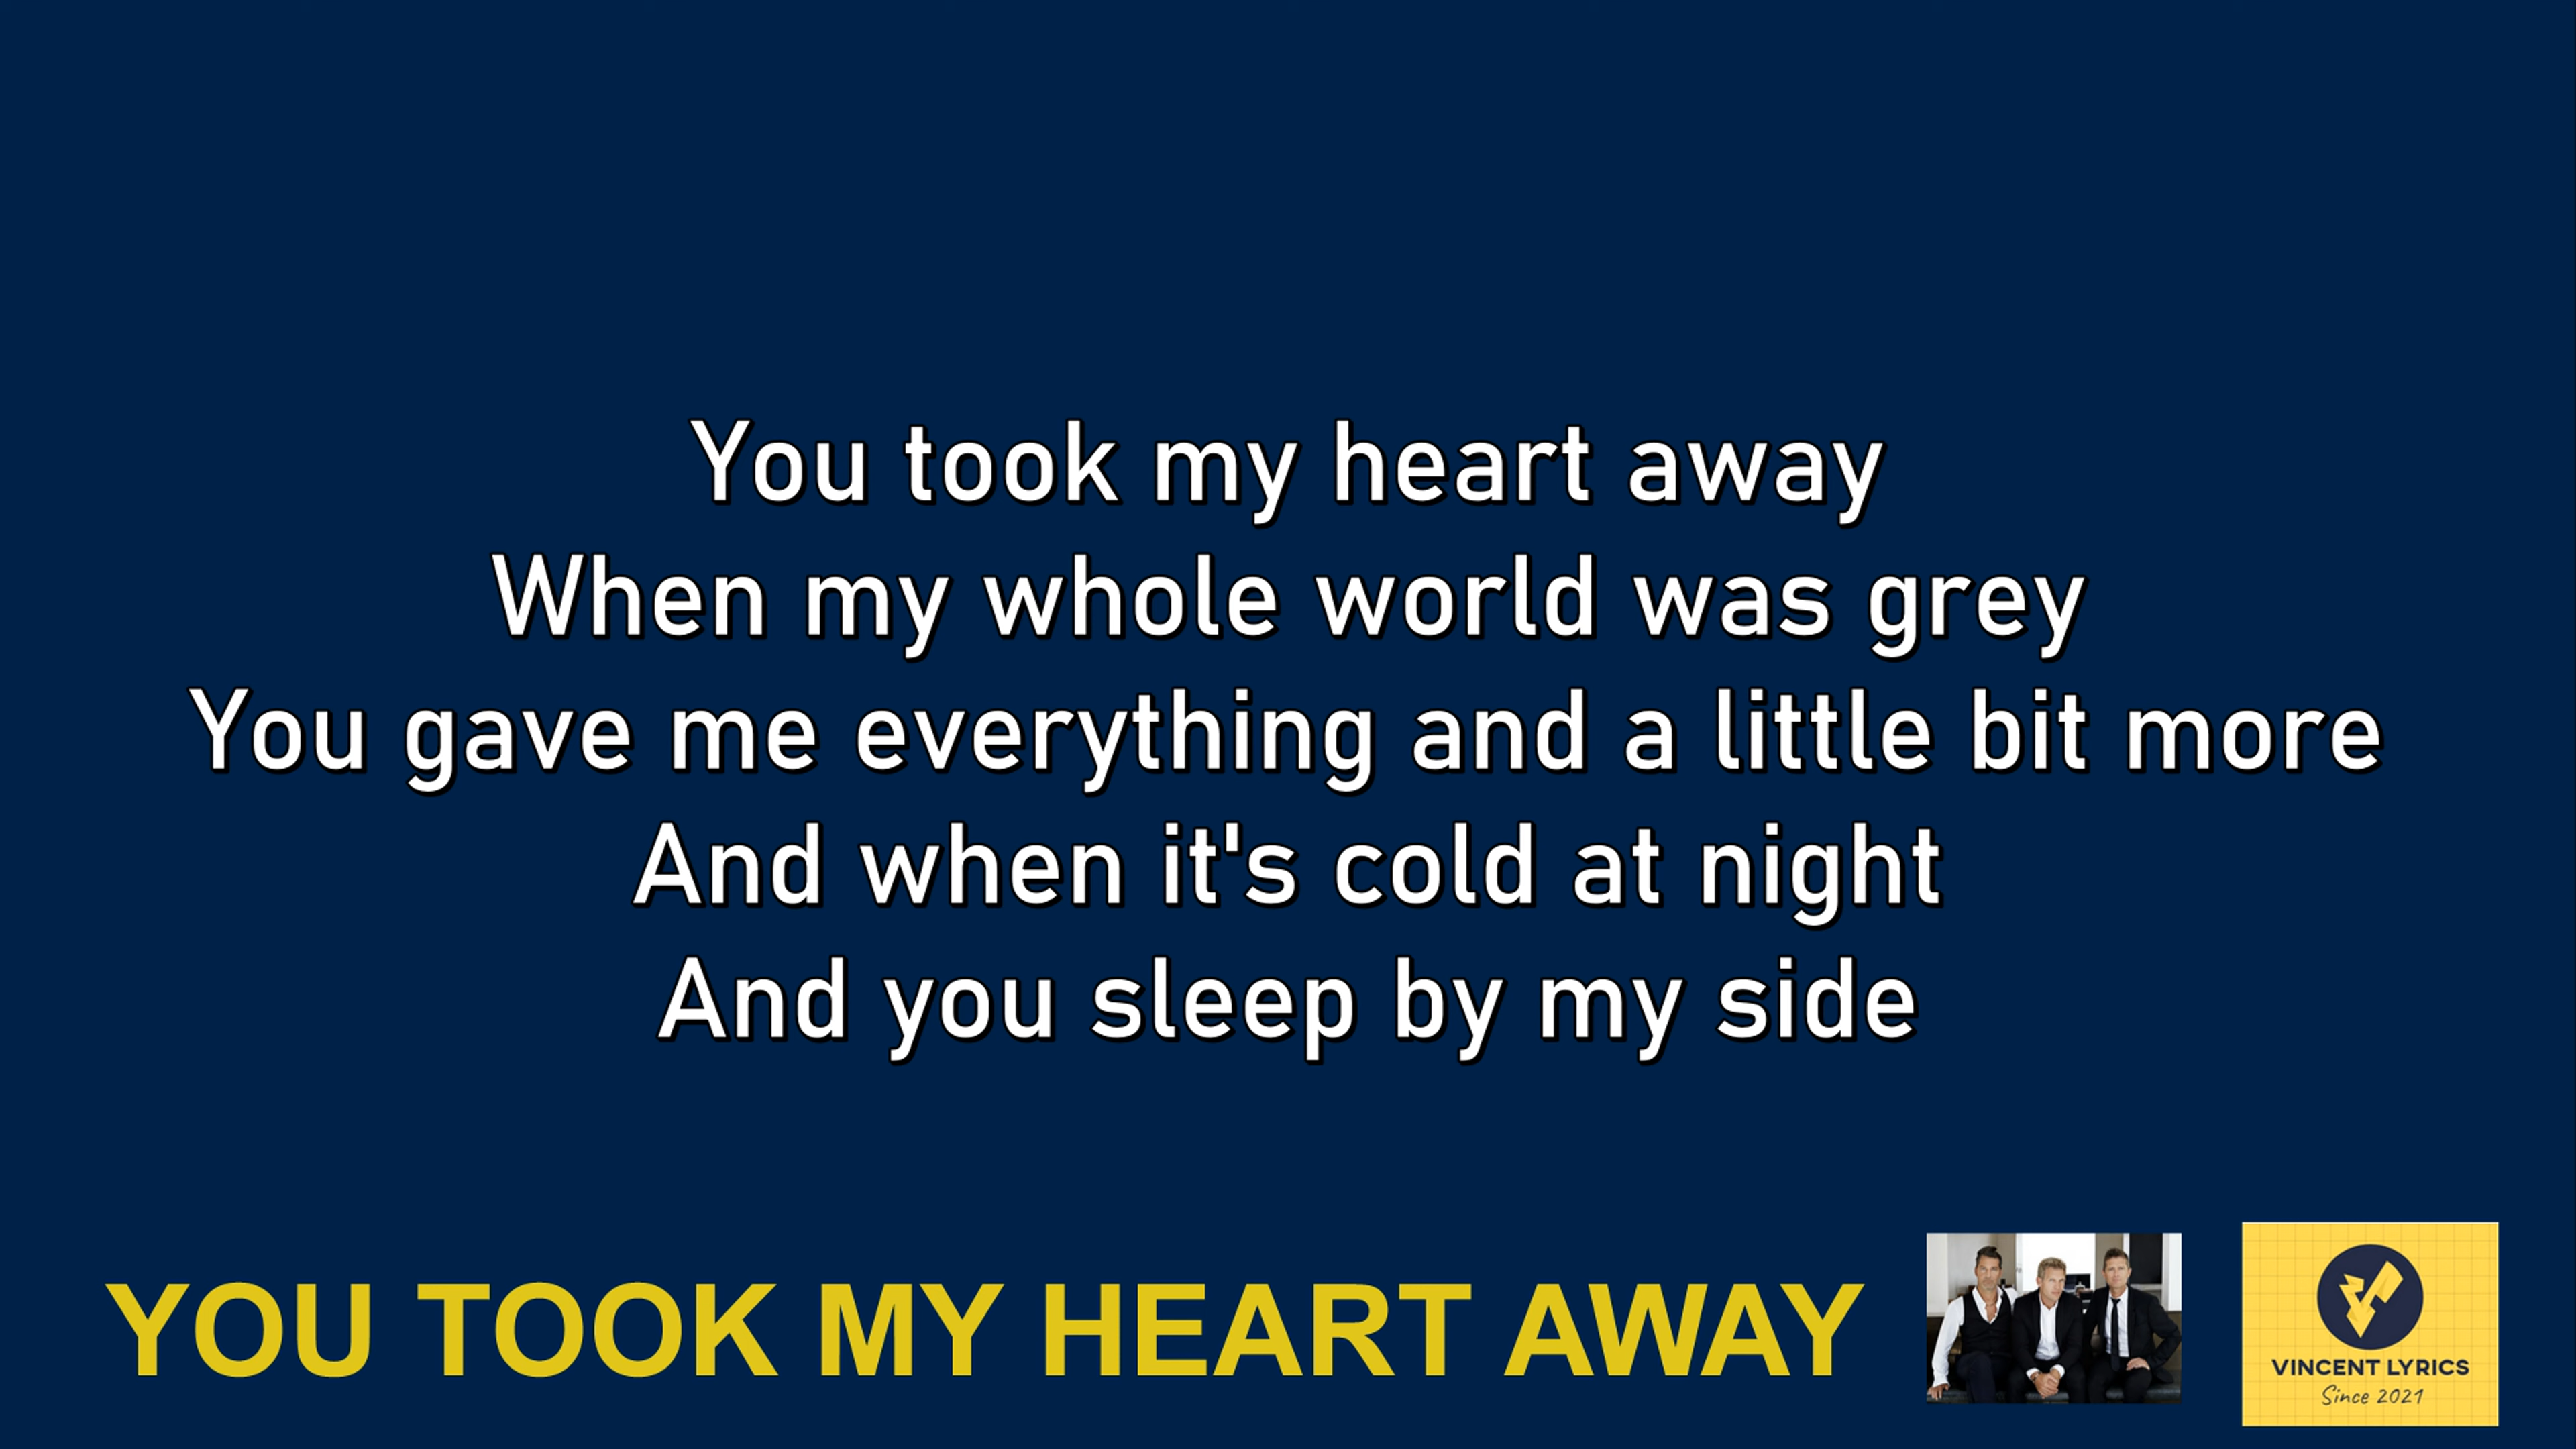 You took my heart away
When my whole world was grey
You gave me everything and a little bit more
And when it's cold at night
And you sleep by my side
YOU TOOK MY HEART AWAY
VINCENT LYRICS
Since 2021